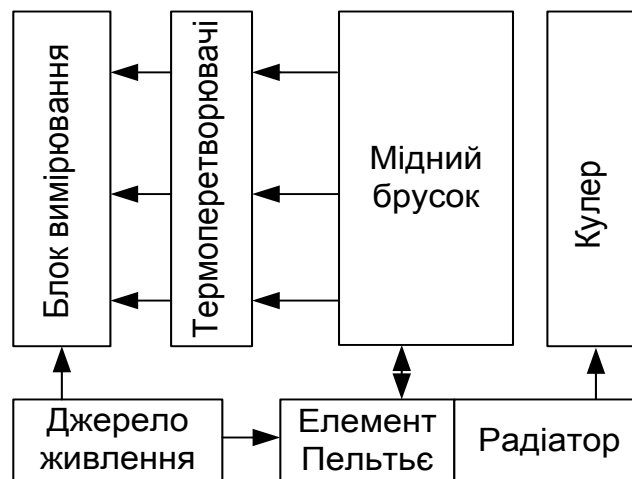 Блок вимірювання
Термоперетворювачі
Мідний
брусок
Кулер
Джерело
живлення
Елемент
Пельтьє
Радіатор